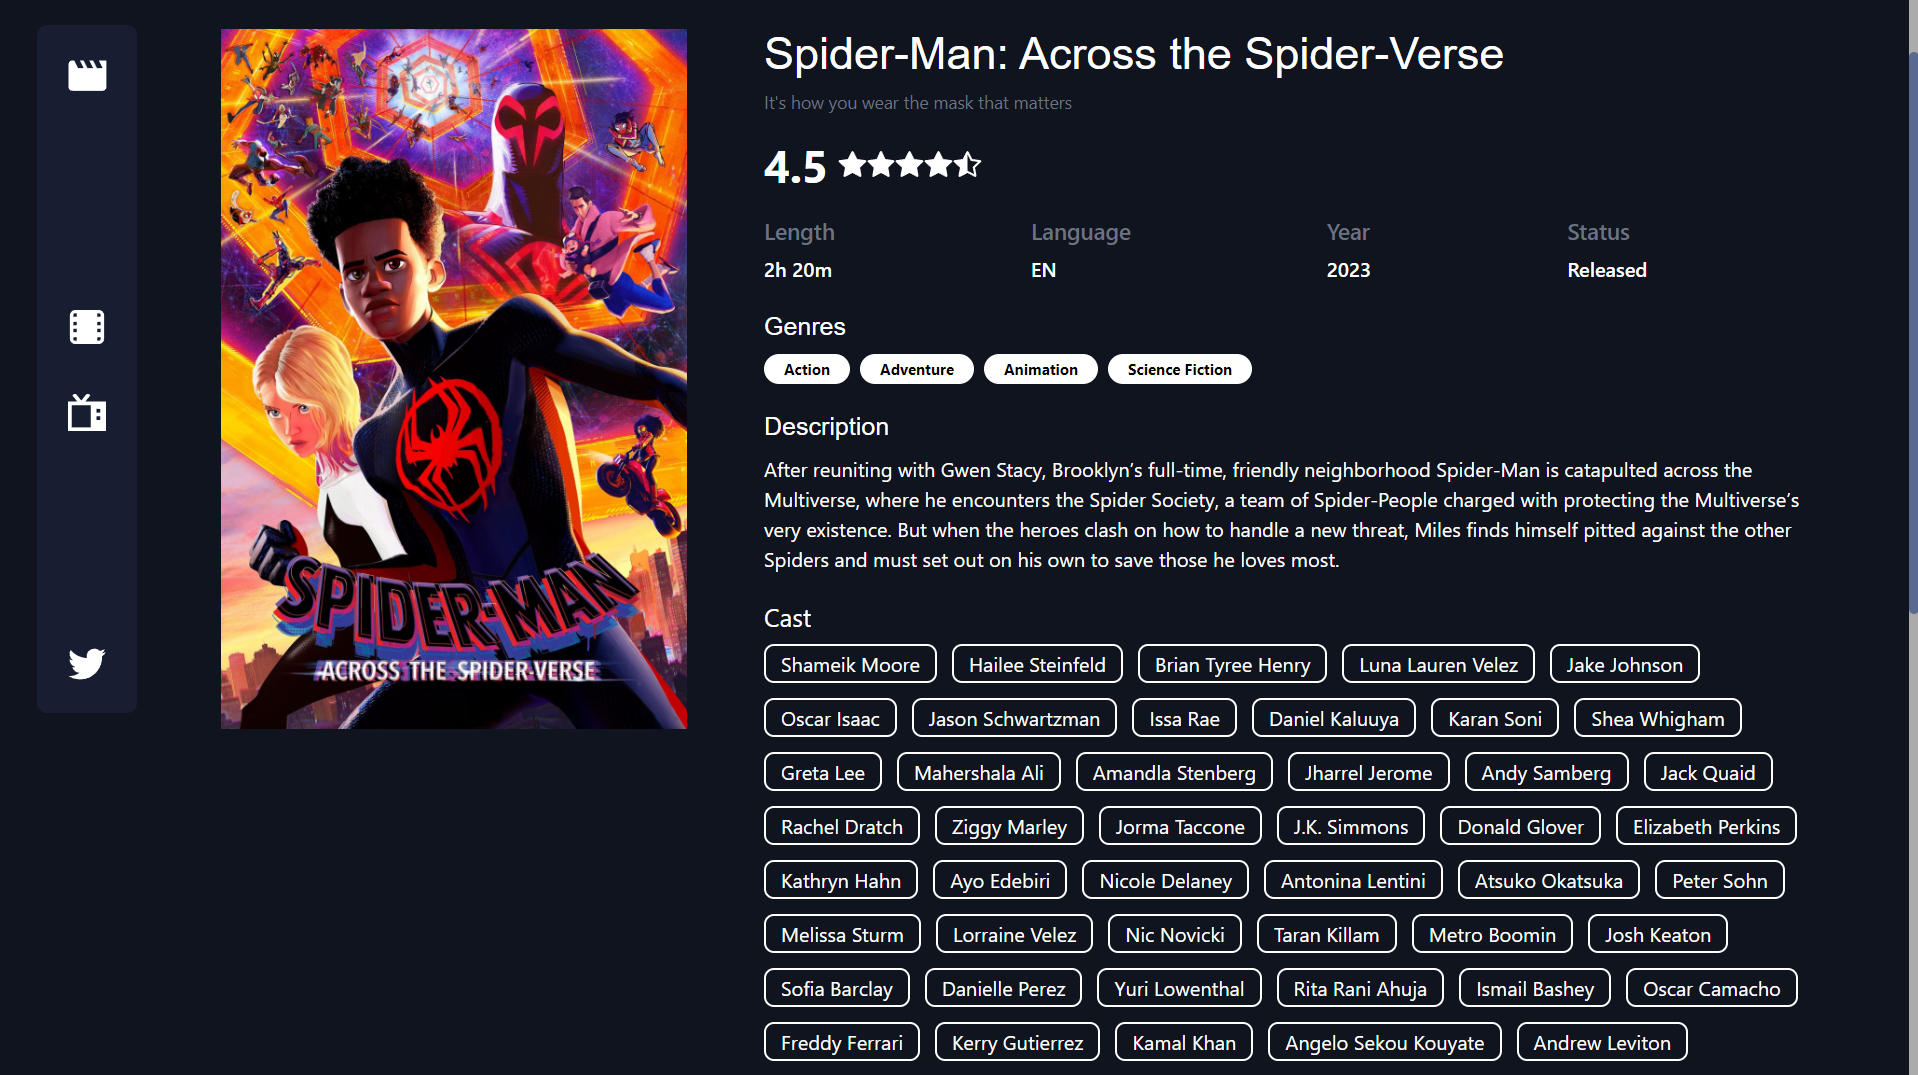 Spider-Man: Across the Spider-Verse
It's how you wear the mask that matters
4.5
Length Language Year Status
2h 20m EN 2023 Released
Genres
Action Adventure Animation Science Fiction
Description
After reuniting with Gwen Stacy, Brooklyn’s full-time, friendly neighborhood Spider-Man is catapulted across the
Multiverse, where he encounters the Spider Society, a team of Spider-People charged with protecting the Multiverse’s
very existence. But when the heroes clash on how to handle a new threat, Miles finds himself pitted against the other
Spiders and must set out on his own to save those he loves most.
Cast
Shameik Moore Hailee Steinfeld Brian Tyree Henry Luna Lauren Velez Jake Johnson
Oscar Isaac Jason Schwartzman Issa Rae Daniel Kaluuya Karan Soni Shea Whigham
Greta Lee Mahershala Ali Amandla Stenberg Jharrel Jerome Andy Samberg Jack Quaid
Rachel Dratch Ziggy Marley Jorma Taccone J.K. Simmons Donald Glover Elizabeth Perkins
Kathryn Hahn Ayo Edebiri Nicole Delaney Antonina Lentini Atsuko Okatsuka Peter Sohn
Melissa Sturm Lorraine Velez Nic Novicki Taran Killam Metro Boomin Josh Keaton
Sofia Barclay Danielle Perez Yuri Lowenthal Rita Rani Ahuja Ismail Bashey Oscar Camacho
Freddy Ferrari Kerry Gutierrez Kamal Khan Angelo Sekou Kouyate Andrew Leviton
SPIDER-MAN
ACROSS THE SPIDER-VERSE